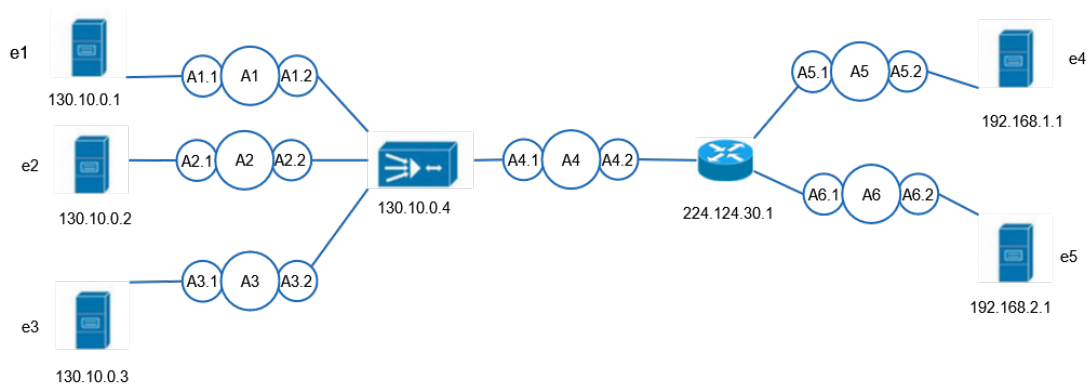 e1
130.10.0.1
A1.1 A1 A1.2
e2
130.10.0.2
A2.1 A2 A2.2
e3
130.10.0.3
A3.1 A3 A3.2
130.10.0.4
A4.1 A4 A4.2
224.124.30.1
A5.1 A5 A5.2
e4
192.168.1.1
A6.1 A6 A6.2
e5
192.168.2.1